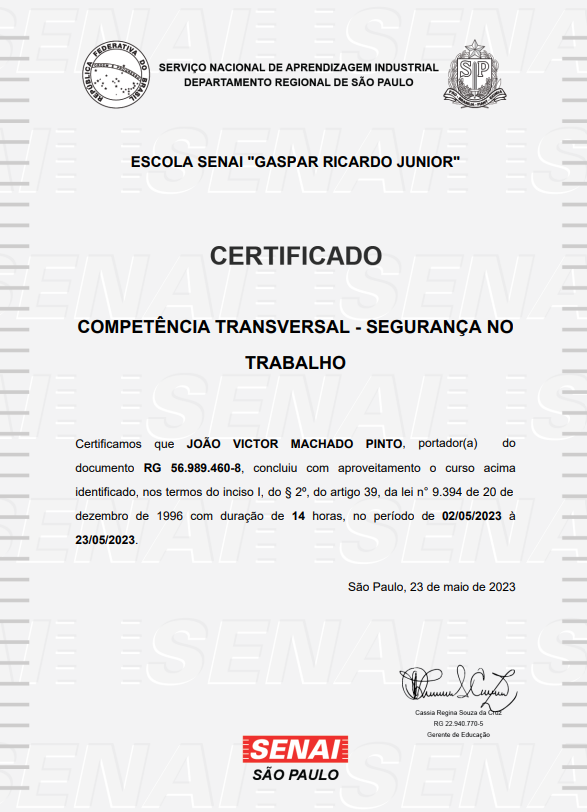 REPÚBLICA FEDERATIVA DO BRASIL
SERVIÇO NACIONAL DE APRENDIZAGEM INDUSTRIAL
DEPARTAMENTO REGIONAL DE SÃO PAULO
SP
ESCOLA SENAI "GASPAR RICARDO JUNIOR"
CERTIFICADO
COMPETÊNCIA TRANSVERSAL - SEGURANÇA NO
TRABALHO
Certificamos que JOÃO VICTOR MACHADO PINTO, portador(a) do
documento RG 56.989.460-8, concluiu com aproveitamento o curso acima
identificado, nos termos do inciso I, do § 2º, do artigo 39, da lei n° 9.394 de 20 de
dezembro de 1996 com duração de 14 horas, no período de 02/05/2023 à
23/05/2023.
São Paulo, 23 de maio de 2023
Cassia Regina Souza da Cruz
RG 22.940.770-5
Gerente de Educação
SENAI
SÃO PAULO